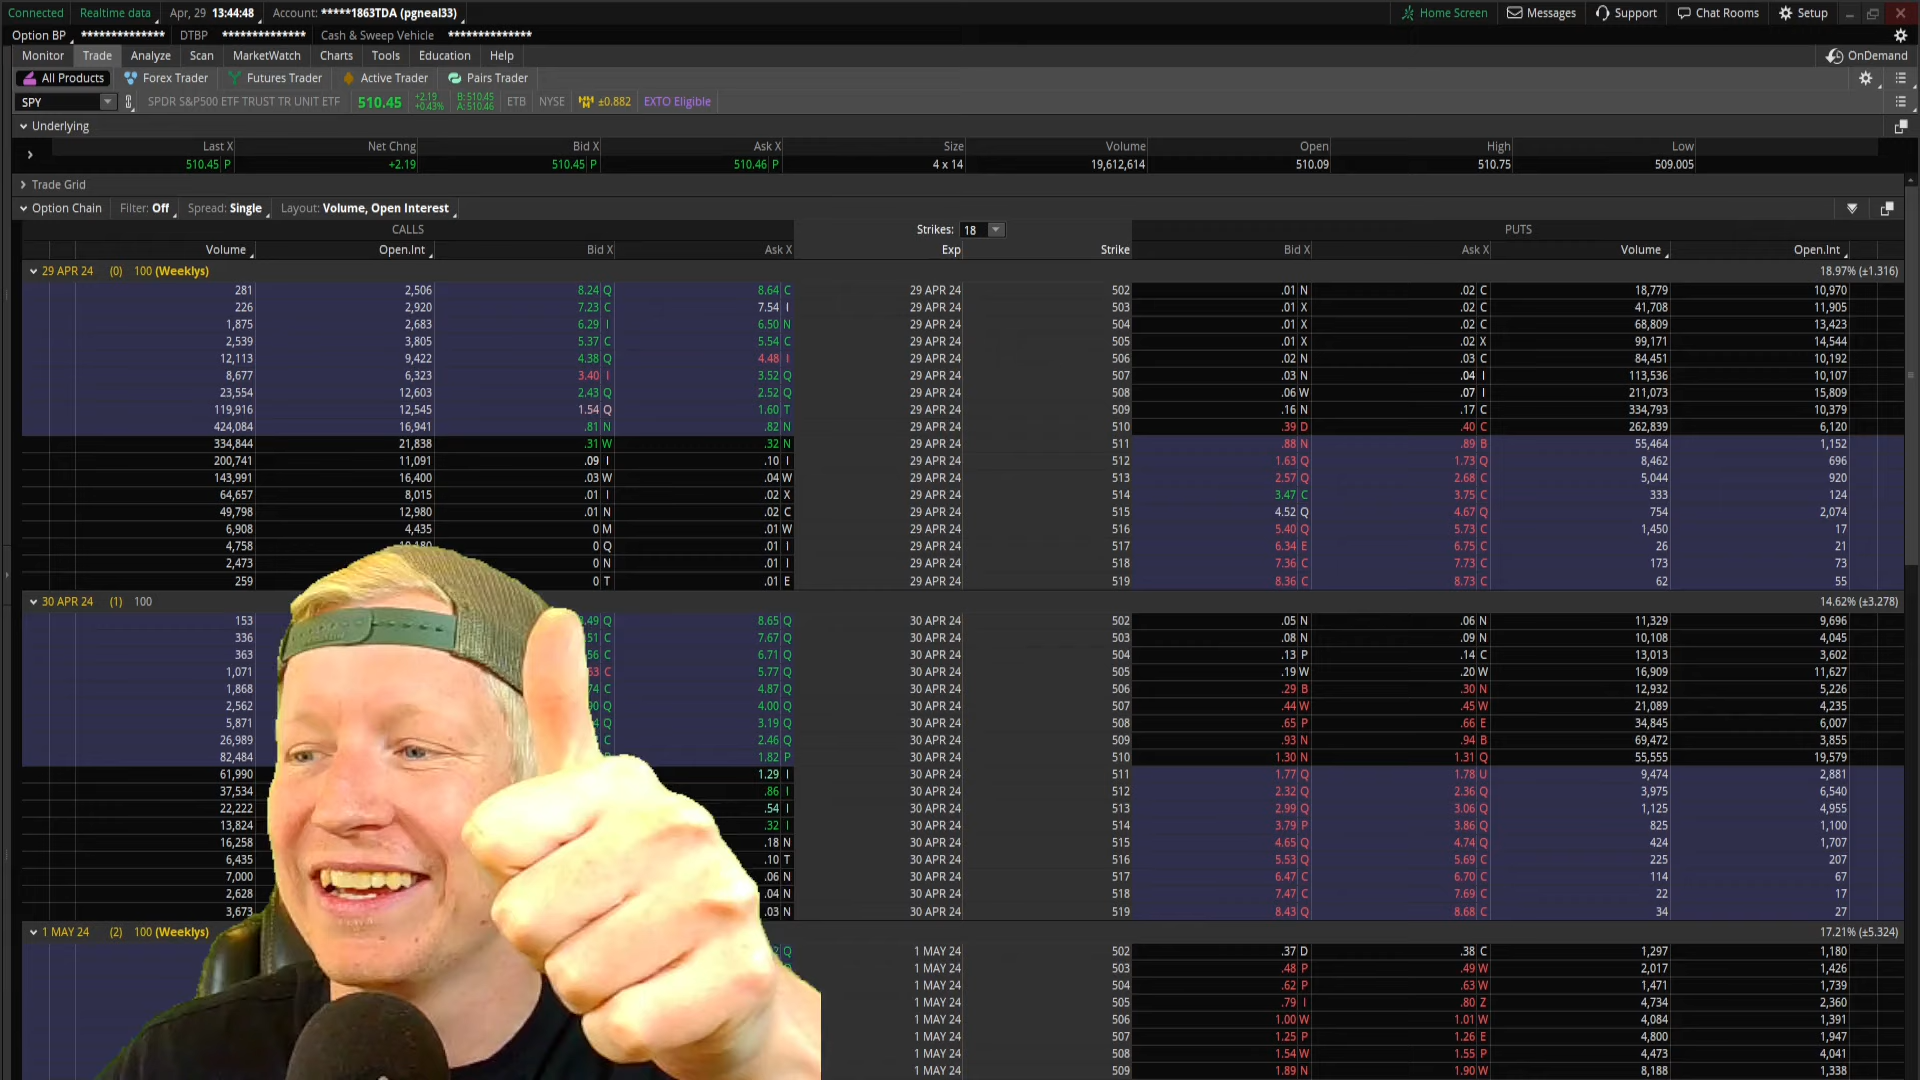 Connected Realtime data Apr, 29 13:44:48 Account: *****1863TDA (pgneal33) Home Screen Messages Support Chat Rooms Setup
Option BP ************** DTBP ************** Cash & Sweep Vehicle **************
Monitor Trade Analyze Scan MarketWatch Charts Tools Education Help OnDemand
All Products Forex Trader Futures Trader Active Trader Pairs Trader
SPY SPDR S&P500 ETF TRUST TR UNIT ETF 510.45 +2.19 +0.43% B: 510.45 A: 510.46 ETB NYSE ±0.882 EXTO Eligible
Underlying
Last X Net Chng Bid X Ask X Size Volume Open High Low
510.45 P +2.19 510.45 P 510.46 P 4 x 14 19,612,614 510.09 510.75 509.005
Trade Grid
Option Chain Filter: Off Spread: Single Layout: Volume, Open Interest
CALLS Strikes: 18 PUTS
Volume Open.Int Bid X Ask X Exp Strike Bid X Ask X Volume Open.Int
29 APR 24 (0) 100 (Weeklys) 18.97% (±1.316)
281 2,506 8.24 Q 8.64 C 29 APR 24 502 .01 N .02 C 18,779 10,970
226 2,920 7.23 C 7.54 I 29 APR 24 503 .01 X .02 C 41,708 11,905
1,875 2,683 6.29 I 6.50 N 29 APR 24 504 .01 X .02 C 68,809 13,423
2,539 3,805 5.37 C 5.54 C 29 APR 24 505 .01 X .02 X 99,171 14,544
12,113 9,422 4.38 Q 4.48 I 29 APR 24 506 .02 N .03 C 84,451 10,192
8,677 6,323 3.40 I 3.52 Q 29 APR 24 507 .03 N .04 I 113,536 10,107
23,554 12,603 2.43 Q 2.52 Q 29 APR 24 508 .06 W .07 I 211,073 15,809
119,916 12,545 1.54 Q 1.60 T 29 APR 24 509 .16 N .17 C 334,793 10,379
424,084 16,941 .81 N .82 N 29 APR 24 510 .39 D .40 C 262,839 6,120
334,844 21,838 .31 W .32 N 29 APR 24 511 .88 N .89 B 55,464 1,152
200,741 11,091 .09 I .10 I 29 APR 24 512 1.63 Q 1.73 Q 8,462 696
143,991 16,400 .03 W .04 W 29 APR 24 513 2.57 Q 2.68 C 5,044 920
64,657 8,015 .01 I .02 X 29 APR 24 514 3.47 C 3.75 C 333 124
49,798 12,980 .01 N .02 C 29 APR 24 515 4.52 Q 4.67 Q 754 2,074
6,908 4,435 0 M .01 W 29 APR 24 516 5.40 Q 5.73 C 1,450 17
4,758 0 Q .01 I 29 APR 24 517 6.34 E 6.75 C 26 21
2,473 0 N .01 I 29 APR 24 518 7.36 C 7.73 C 173 73
259 0 T .01 E 29 APR 24 519 8.36 C 8.73 C 62 55
30 APR 24 (1) 100 14.62% (±3.278)
153 .49 Q 8.65 Q 30 APR 24 502 .05 N .06 N 11,329 9,696
336 C 7.67 Q 30 APR 24 503 .08 N .09 N 10,108 4,045
363 C 6.71 Q 30 APR 24 504 .13 P .14 C 13,013 3,602
1,071 C 5.77 Q 30 APR 24 505 .19 W .20 W 16,909 11,627
1,868 C 4.87 Q 30 APR 24 506 .29 B .30 N 12,932 5,226
2,562 Q 4.00 Q 30 APR 24 507 .44 W .45 W 21,089 4,235
5,871 Q 3.19 Q 30 APR 24 508 .65 P .66 E 34,845 6,007
26,989 C 2.46 Q 30 APR 24 509 .93 N .94 B 69,472 3,855
82,484 1.82 P 30 APR 24 510 1.30 N 1.31 Q 55,555 19,579
61,990 1.29 I 30 APR 24 511 1.77 Q 1.78 U 9,474 2,881
37,534 .86 I 30 APR 24 512 2.32 Q 2.36 Q 3,975 6,540
22,222 .54 I 30 APR 24 513 2.99 Q 3.06 Q 1,125 4,955
13,824 .32 I 30 APR 24 514 3.79 P 3.86 Q 825 1,100
16,258 .18 N 30 APR 24 515 4.65 Q 4.74 Q 424 1,707
6,435 .10 T 30 APR 24 516 5.53 Q 5.69 C 225 207
7,000 .06 N 30 APR 24 517 6.47 C 6.70 C 114 67
2,628 .04 N 30 APR 24 518 7.47 C 7.69 C 22 17
3,673 .03 N 30 APR 24 519 8.43 Q 8.68 C 34 27
1 MAY 24 (2) 100 (Weeklys) 17.21% (±5.324)
Q 1 MAY 24 502 .37 D .38 C 1,297 1,180
1 MAY 24 503 .48 P .49 W 2,017 1,426
1 MAY 24 504 .62 P .63 W 1,471 1,739
1 MAY 24 505 .79 I .80 Z 4,734 2,360
1 MAY 24 506 1.00 W 1.01 W 4,084 1,391
1 MAY 24 507 1.25 P 1.26 E 4,800 1,947
1 MAY 24 508 1.54 W 1.55 P 4,473 4,041
1 MAY 24 509 1.89 N 1.90 W 8,188 1,338